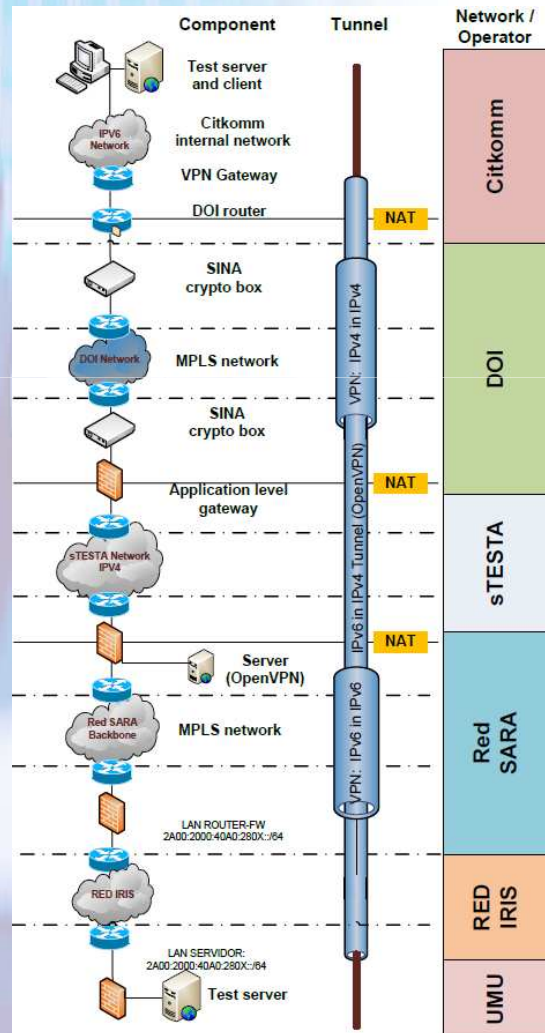 Component
Tunnel
Network /
Operator
Test server
and client
IPV6
Network
Citkomm
internal network
VPN Gateway
DOI router
NAT
Citkomm
SINA
crypto box
DOI Network
MPLS network
VPN: IPv4 in IPv4
DOI
SINA
crypto box
Application level
gateway
NAT
IPv6 in IPv4 Tunnel (OpenVPN)
sTESTA Network
IPV4
sTESTA
NAT
Server
(OpenVPN)
Red SARA
Backbone
MPLS network
VPN: IPv6 in IPv6
Red
SARA
LAN ROUTER-FW
2A00:2000:40A0:280X::/64
RED IRIS
RED
IRIS
LAN SERVIDOR:
2A00:2000:40A0:280X::/64
Test server
UMU